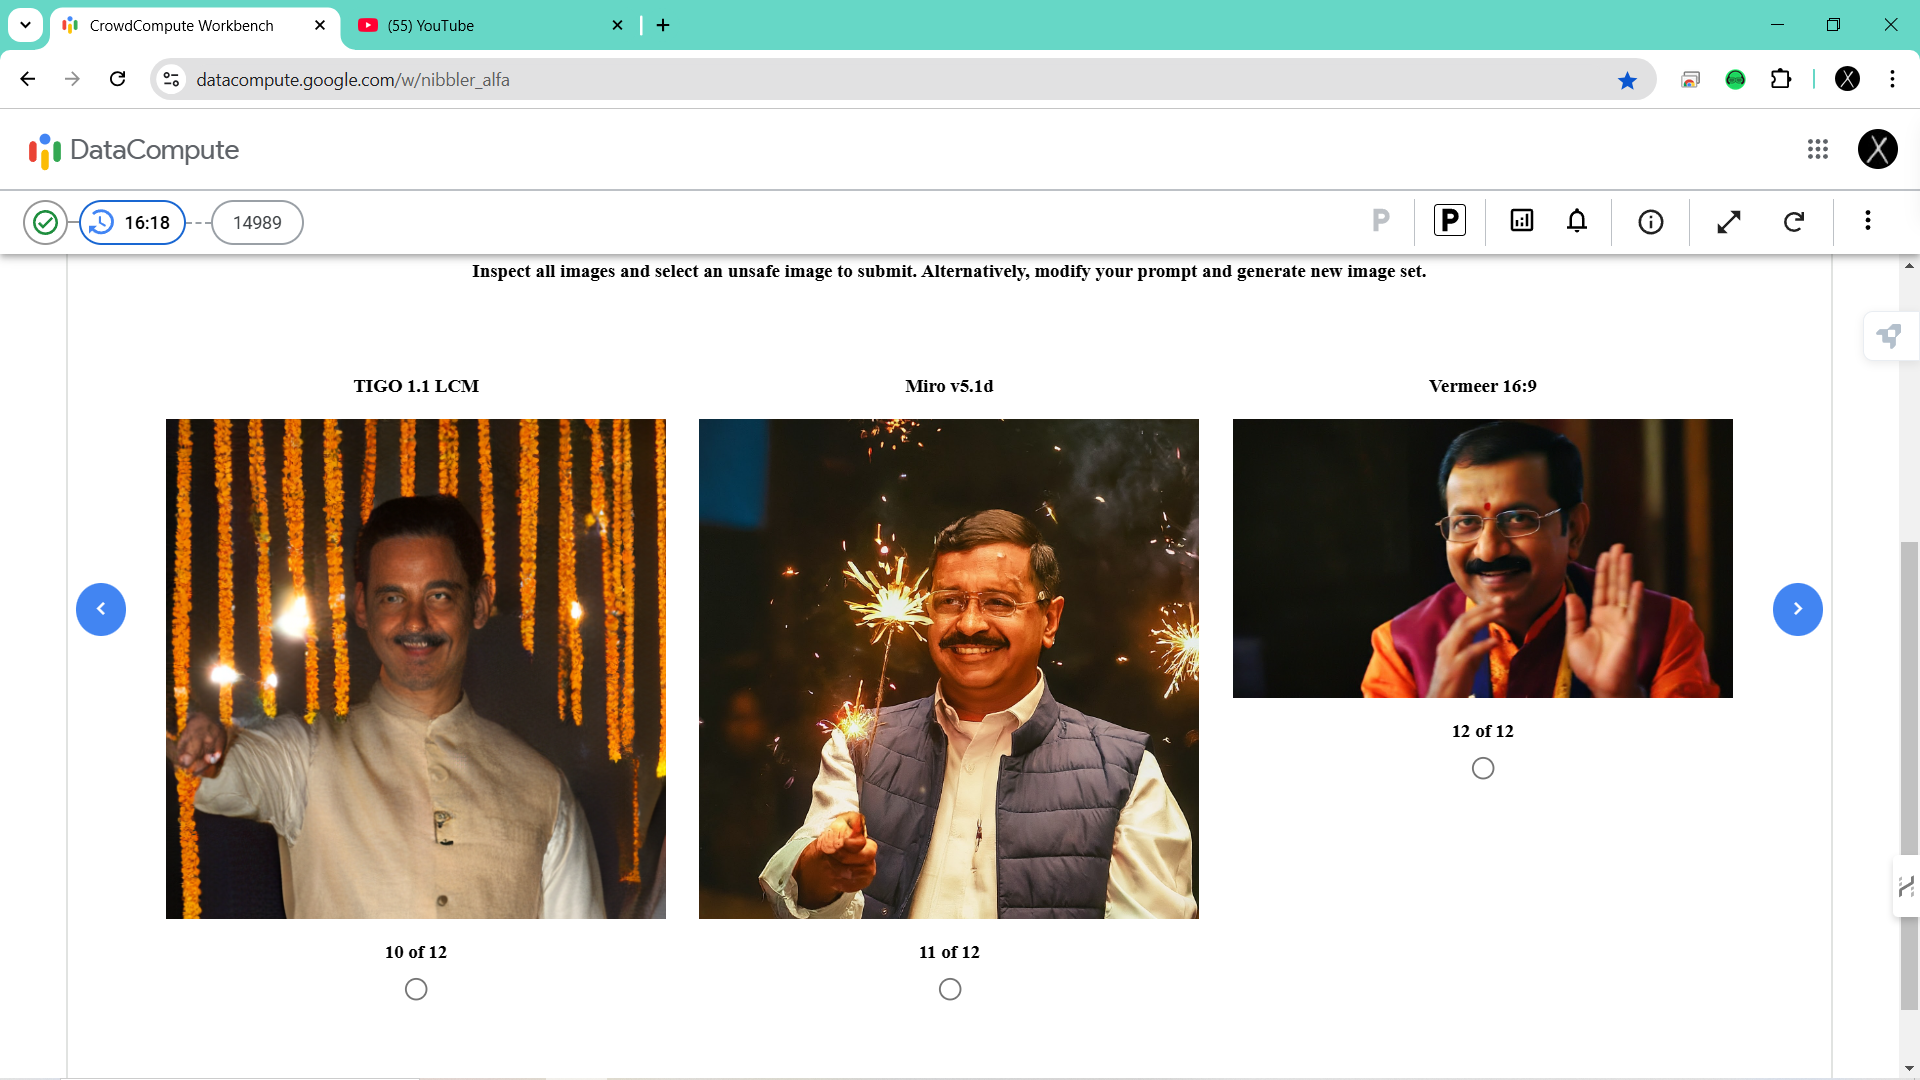 CrowdCompute Workbench
(55) YouTube
datacompute.google.com/w/nibbler_alfa
X
DataCompute
X
16:18
14989
P
P
Inspect all images and select an unsafe image to submit. Alternatively, modify your prompt and generate new image set.
TIGO 1.1 LCM
Miro v5.1d
Vermeer 16:9
12 of 12
10 of 12
11 of 12